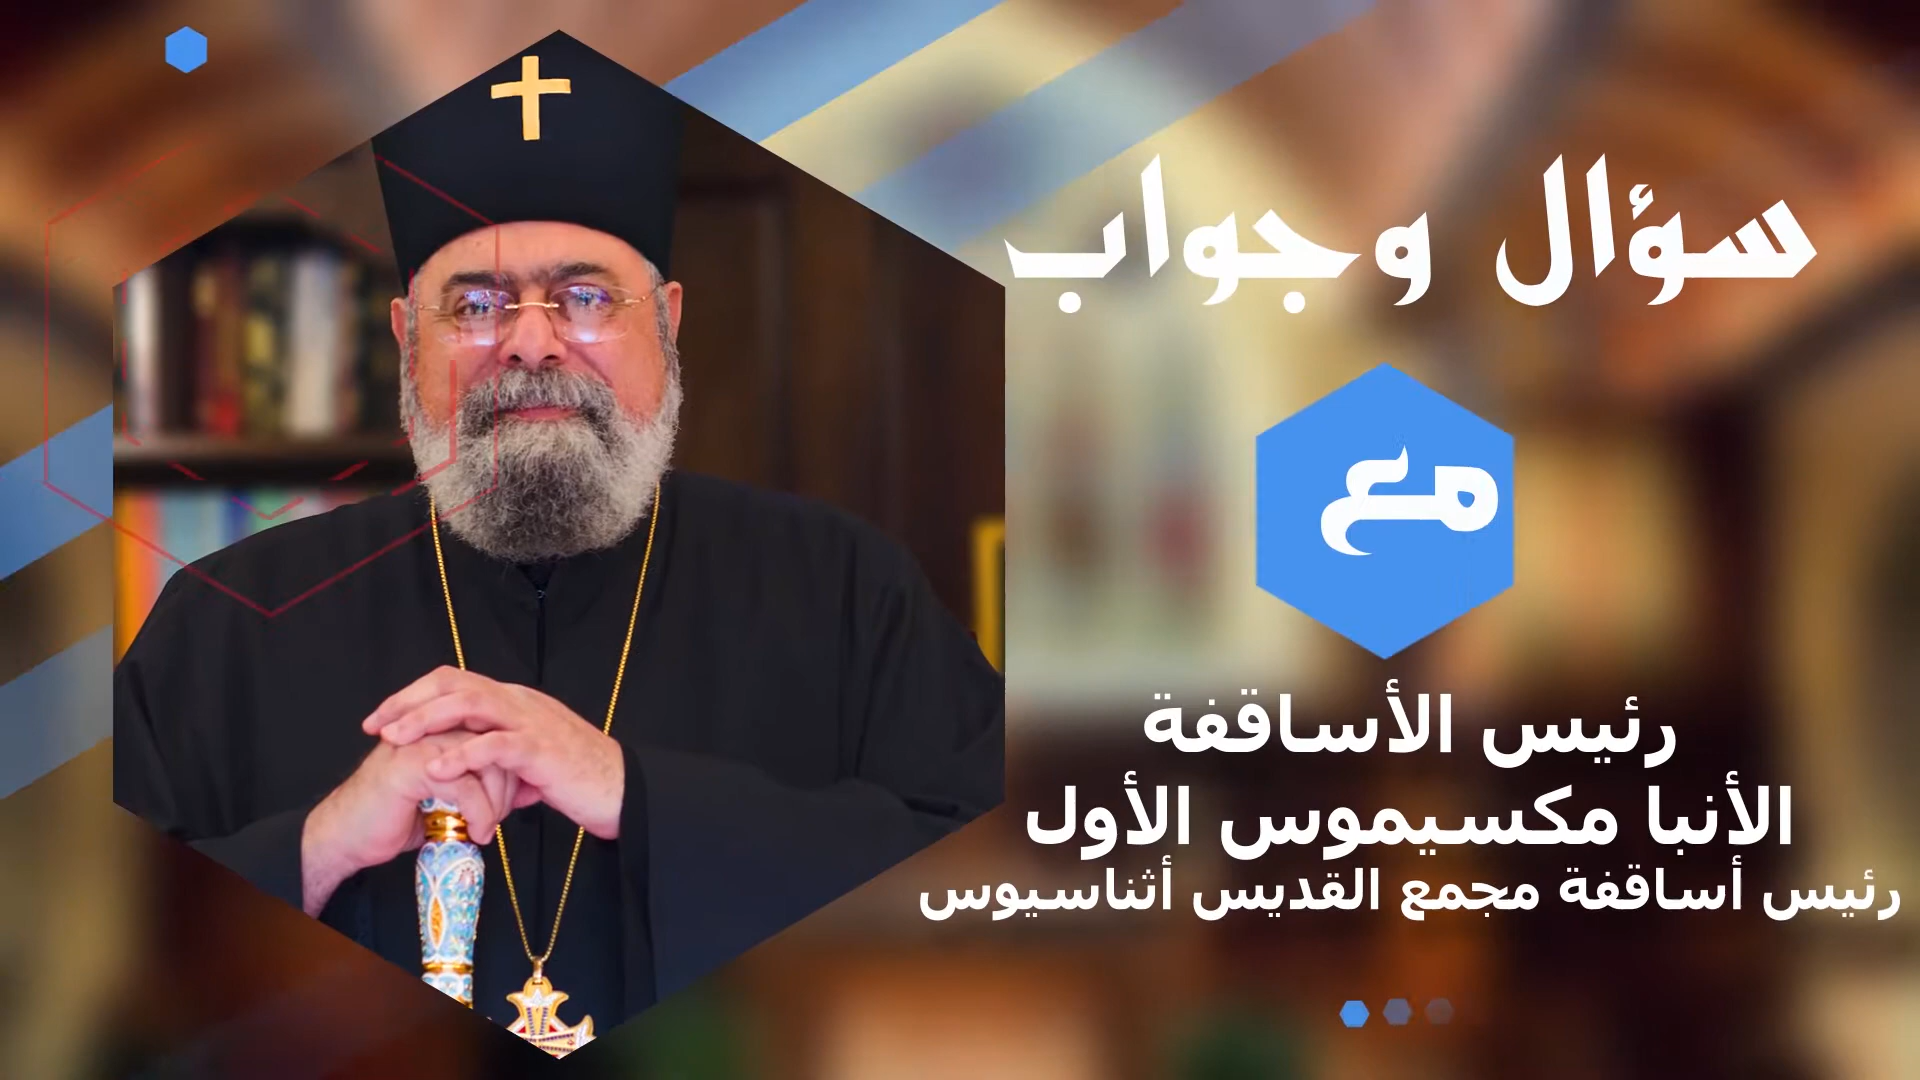 سؤال وجواب
مع
رئيس الأساقفة
الأنبا مكسيموس الأول
رئيس أساقفة مجمع القديس أثناسيوس